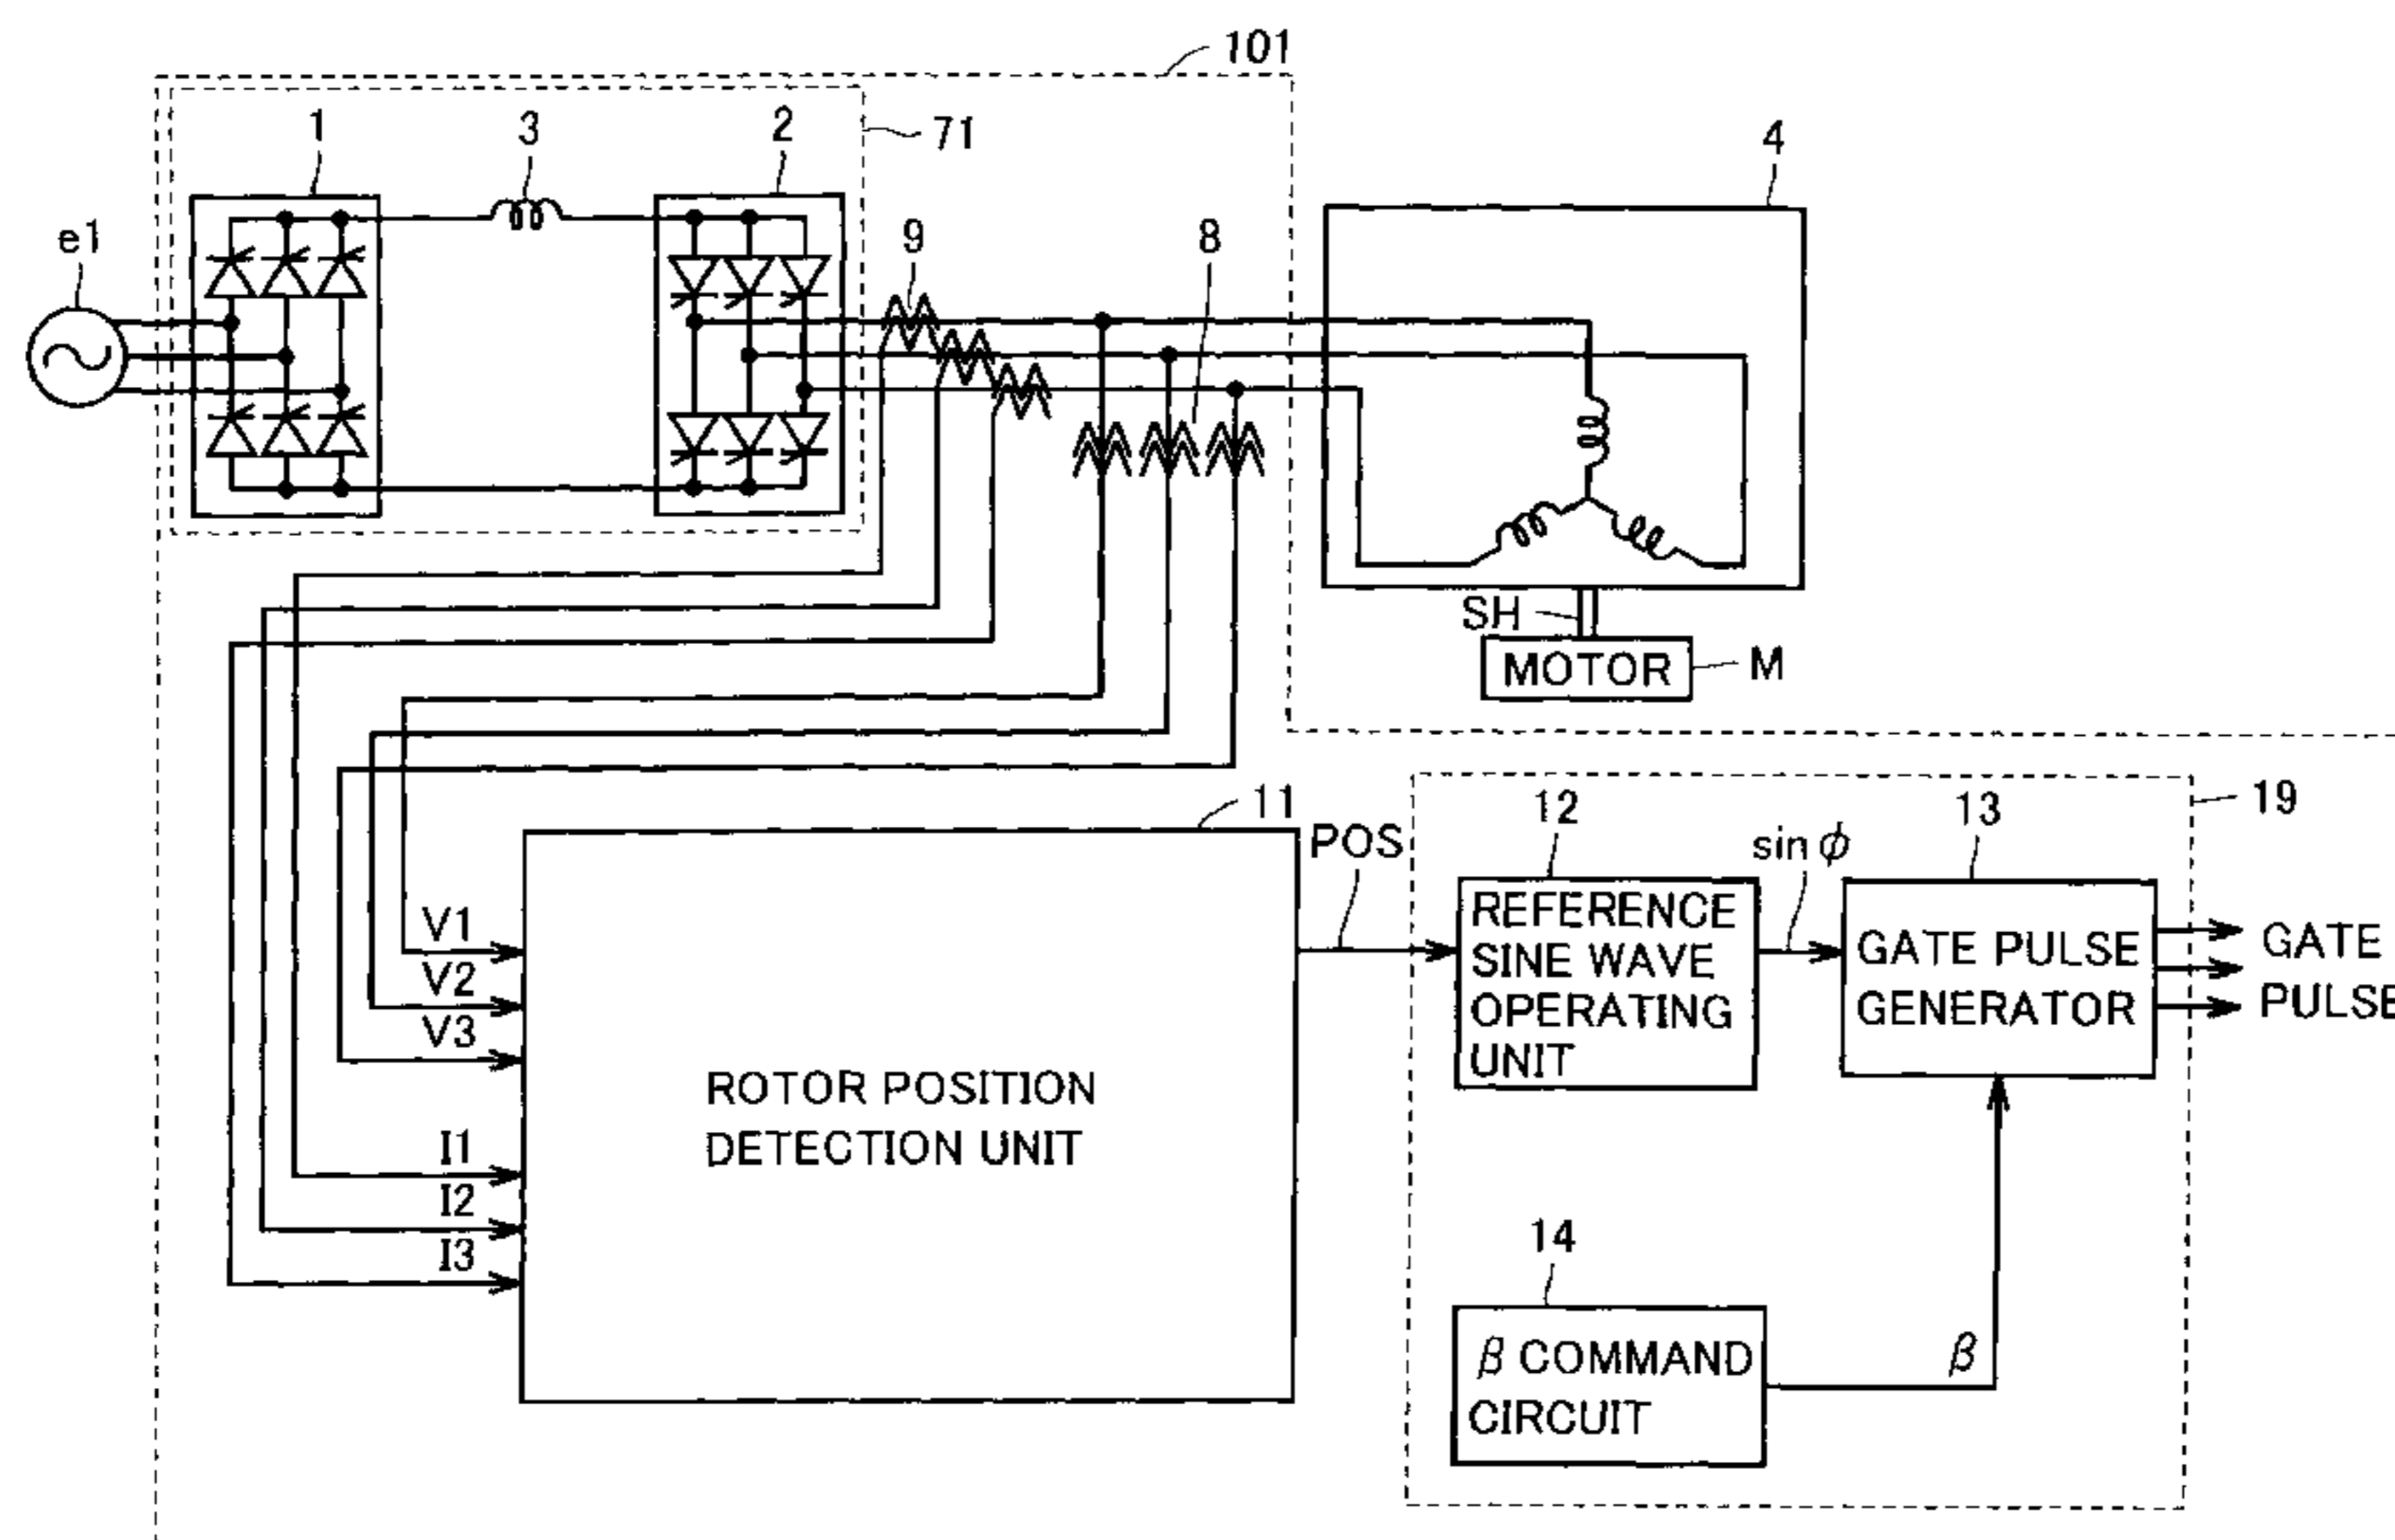 101
1
3
2
71
4
e1
9
8
SH
MOTOR
M
11
POS
12
13
19
sin φ
REFERENCE
SINE WAVE
OPERATING
UNIT
GATE PULSE
GENERATOR
GATE
PULSE
V1
V2
V3
ROTOR POSITION
DETECTION UNIT
I1
I2
I3
14
β COMMAND
CIRCUIT
β